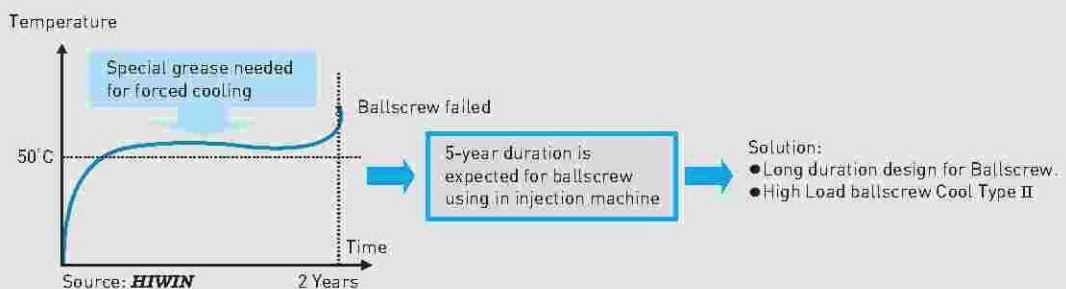 Temperature
Special grease needed
for forced cooling
Ballscrew failed
50°C
Time
2 Years
Source: HIWIN
5-year duration is
expected for ballscrew
using in injection machine
Solution:
●Long duration design for Ballscrew.
●High Load ballscrew Cool Type II